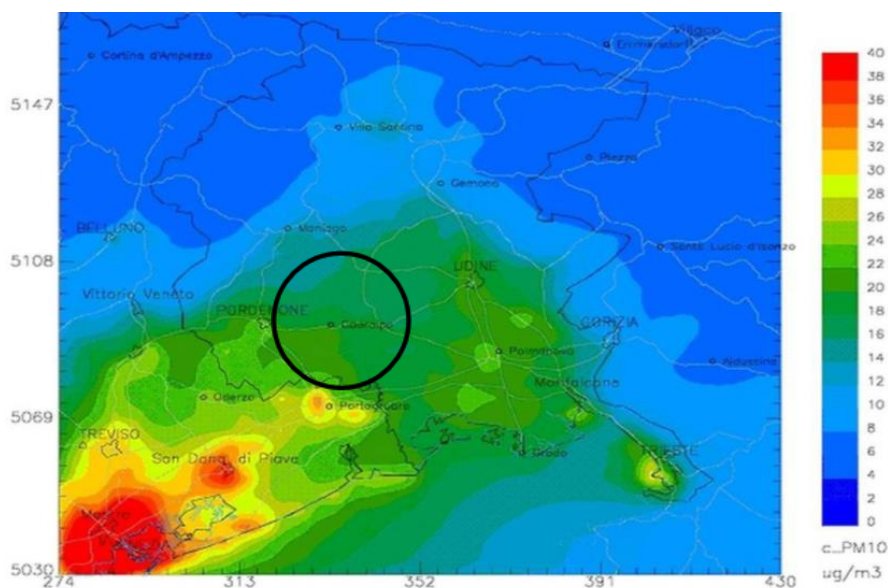 Villaco
Emmersdorf
Cortina d'Ampezzo
5147
Villa Santina
Plezzo
Gemona
BELLUNO
Maniago
Santa Lucia d'Isonzo
5108
UDINE
Vittorio Veneto
PORDENONE
Codroipo
GORIZIA
Palmanova
Aidussina
Monfalcone
Oderzo
5069
Portogruaro
TREVISO
Grado
TRIESTE
San Dona di Piave
Mestre
5030
274
313
352
391
430
40
38
36
34
32
30
28
26
24
22
20
18
16
14
12
10
8
6
4
2
0
c_PM10
ug/m3